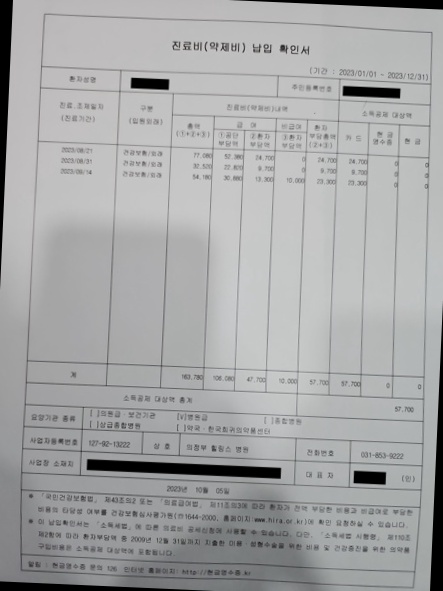 진료비(약제비) 납입 확인서
(기간 : 2023/01/01 - 2023/12/31)
환자성명 주민등록번호
진료.조제일자 (진료기간) 구분 (입원외래) 진료비(약제비)내역 소득공제 대상액
총액 (①+②+③) 급 여 비급여 환자 부담총액 (②+③) 카 드 현 금 영수증 현 금
①공단 부담액 ②환자 부담액 ③환자 부담액
2023/08/21 건강보험/외래 77,080 52,380 24,700 0 24,700 24,700 0 0
2023/08/31 건강보험/외래 32,520 22,820 9,700 0 9,700 9,700 0 0
2023/09/14 건강보험/외래 54,180 30,880 13,300 10,000 23,300 23,300 0 0
계 163,780 106,080 47,700 10,000 57,700 57,700 0 0
소득공제 대상액 총계 57,700
요양기관 종류 [ ]의원급·보건기관 [V]병원급 [ ]종합병원
[ ]상급종합병원 [ ]약국·한국희귀의약품센터
사업자등록번호 127-92-13222 상 호 의정부 힐링스 병원 전화번호 031-853-9222
사업장 소재지 대 표 자 (인)
2023년 10월 05일
* 「국민건강보험법」 제43조의2 또는 「의료급여법」 제11조의3에 따라 환자가 전액 부담한 비용과 비급여로 부담한
비용의 타당성 여부를 건강보험심사평가원(☎1644-2000, 홈페이지:www.hira.or.kr)에 확인 요청하실 수 있습니다.
* 이 납입확인서는 「소득세법」에 따른 의료비 공제신청에 사용할 수 있습니다. 다만, 「소득세법 시행령」 제110조
제2항에 따라 환자부담액 중 2009년 12월 31일까지 지출한 미용·성형수술을 위한 비용 및 건강증진을 위한 의약품
구입비용은 소득공제 대상액에 포함됩니다.
알림 : 현금영수증 문의 126 인터넷 홈페이지: http://현금영수증.kr